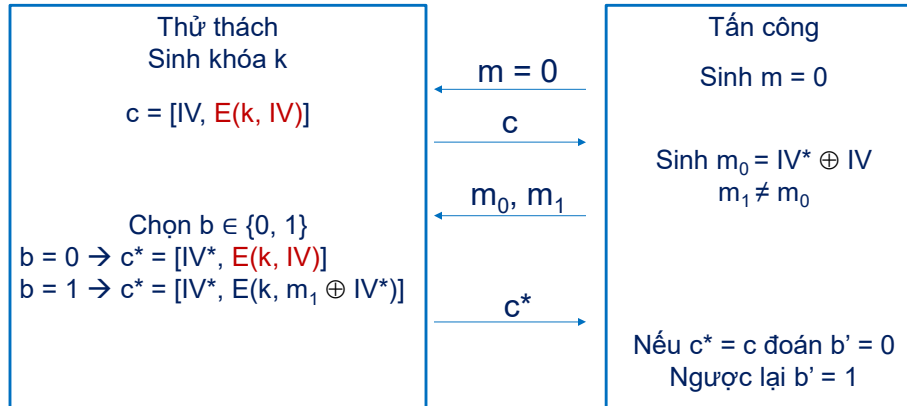 Thử thách
Sinh khóa k
c = [IV, E(k, IV)]
Chọn b ∈ {0, 1}
b = 0 → c* = [IV*, E(k, IV)]
b = 1 → c* = [IV*, E(k, m₁ ⊕ IV*)]
m = 0
c
m₀, m₁
c*
Tấn công
Sinh m = 0
Sinh m₀ = IV* ⊕ IV
m₁ ≠ m₀
Nếu c* = c đoán b’ = 0
Ngược lại b’ = 1